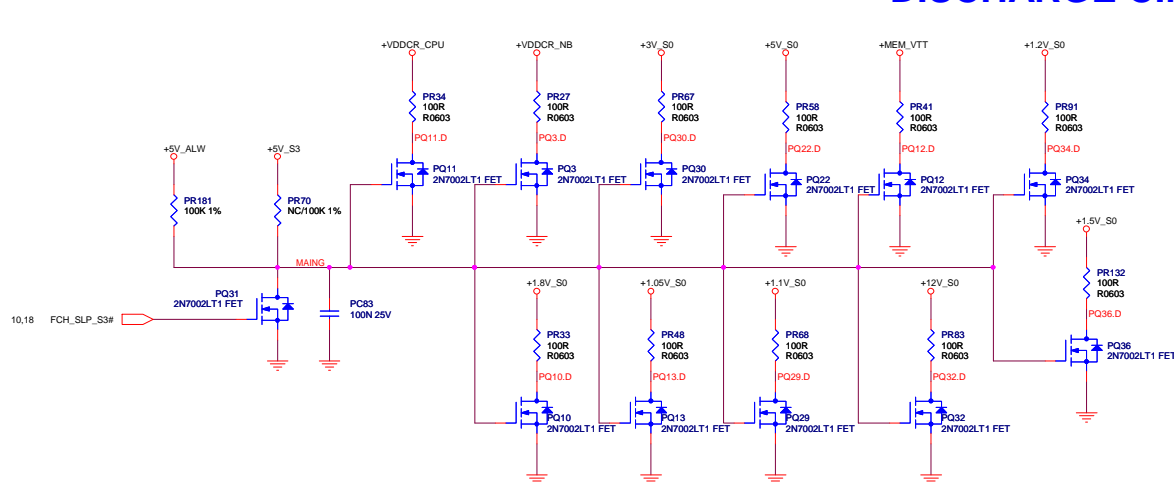 +VDDCR_CPU
+VDDCR_NB
+3V_S0
+5V_S0
+MEM_VTT
+1.2V_S0
PR34
100R
R0603
PR27
100R
R0603
PR67
100R
R0603
PR58
100R
R0603
PR41
100R
R0603
PR91
100R
R0603
PQ11.D
PQ3.D
PQ30.D
PQ22.D
PQ12.D
PQ34.D
+5V_ALW
+5V_S3
PQ11
2N7002LT1 FET
PQ3
2N7002LT1 FET
PQ30
2N7002LT1 FET
PQ22
2N7002LT1 FET
PQ12
2N7002LT1 FET
PQ34
2N7002LT1 FET
PR181
100K 1%
PR70
NC/100K 1%
+1.5V_S0
MAING
PR132
100R
R0603
PQ36.D
PQ31
2N7002LT1 FET
PC83
100N 25V
10,18 FCH_SLP_S3#
+1.8V_S0
+1.05V_S0
+1.1V_S0
+12V_S0
PR33
100R
R0603
PR48
100R
R0603
PR68
100R
R0603
PR83
100R
R0603
PQ36
2N7002LT1 FET
PQ10.D
PQ13.D
PQ29.D
PQ32.D
PQ10
2N7002LT1 FET
PQ13
2N7002LT1 FET
PQ29
2N7002LT1 FET
PQ32
2N7002LT1 FET